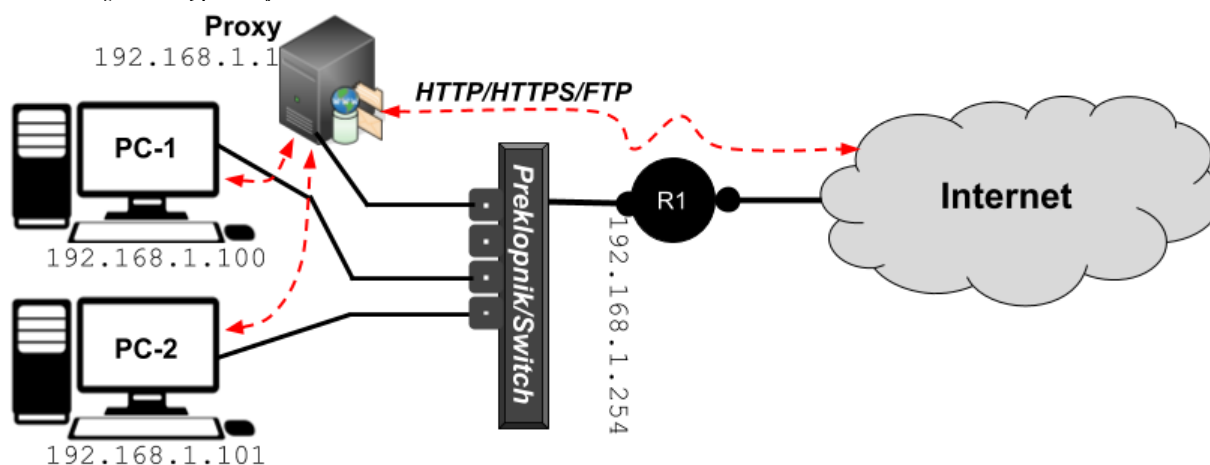 Proxy
192.168.1.1
HTTP/HTTPS/FTP
PC-1
192.168.1.100
Preklopnik/Switch
R1
192.168.1.254
Internet
PC-2
192.168.1.101